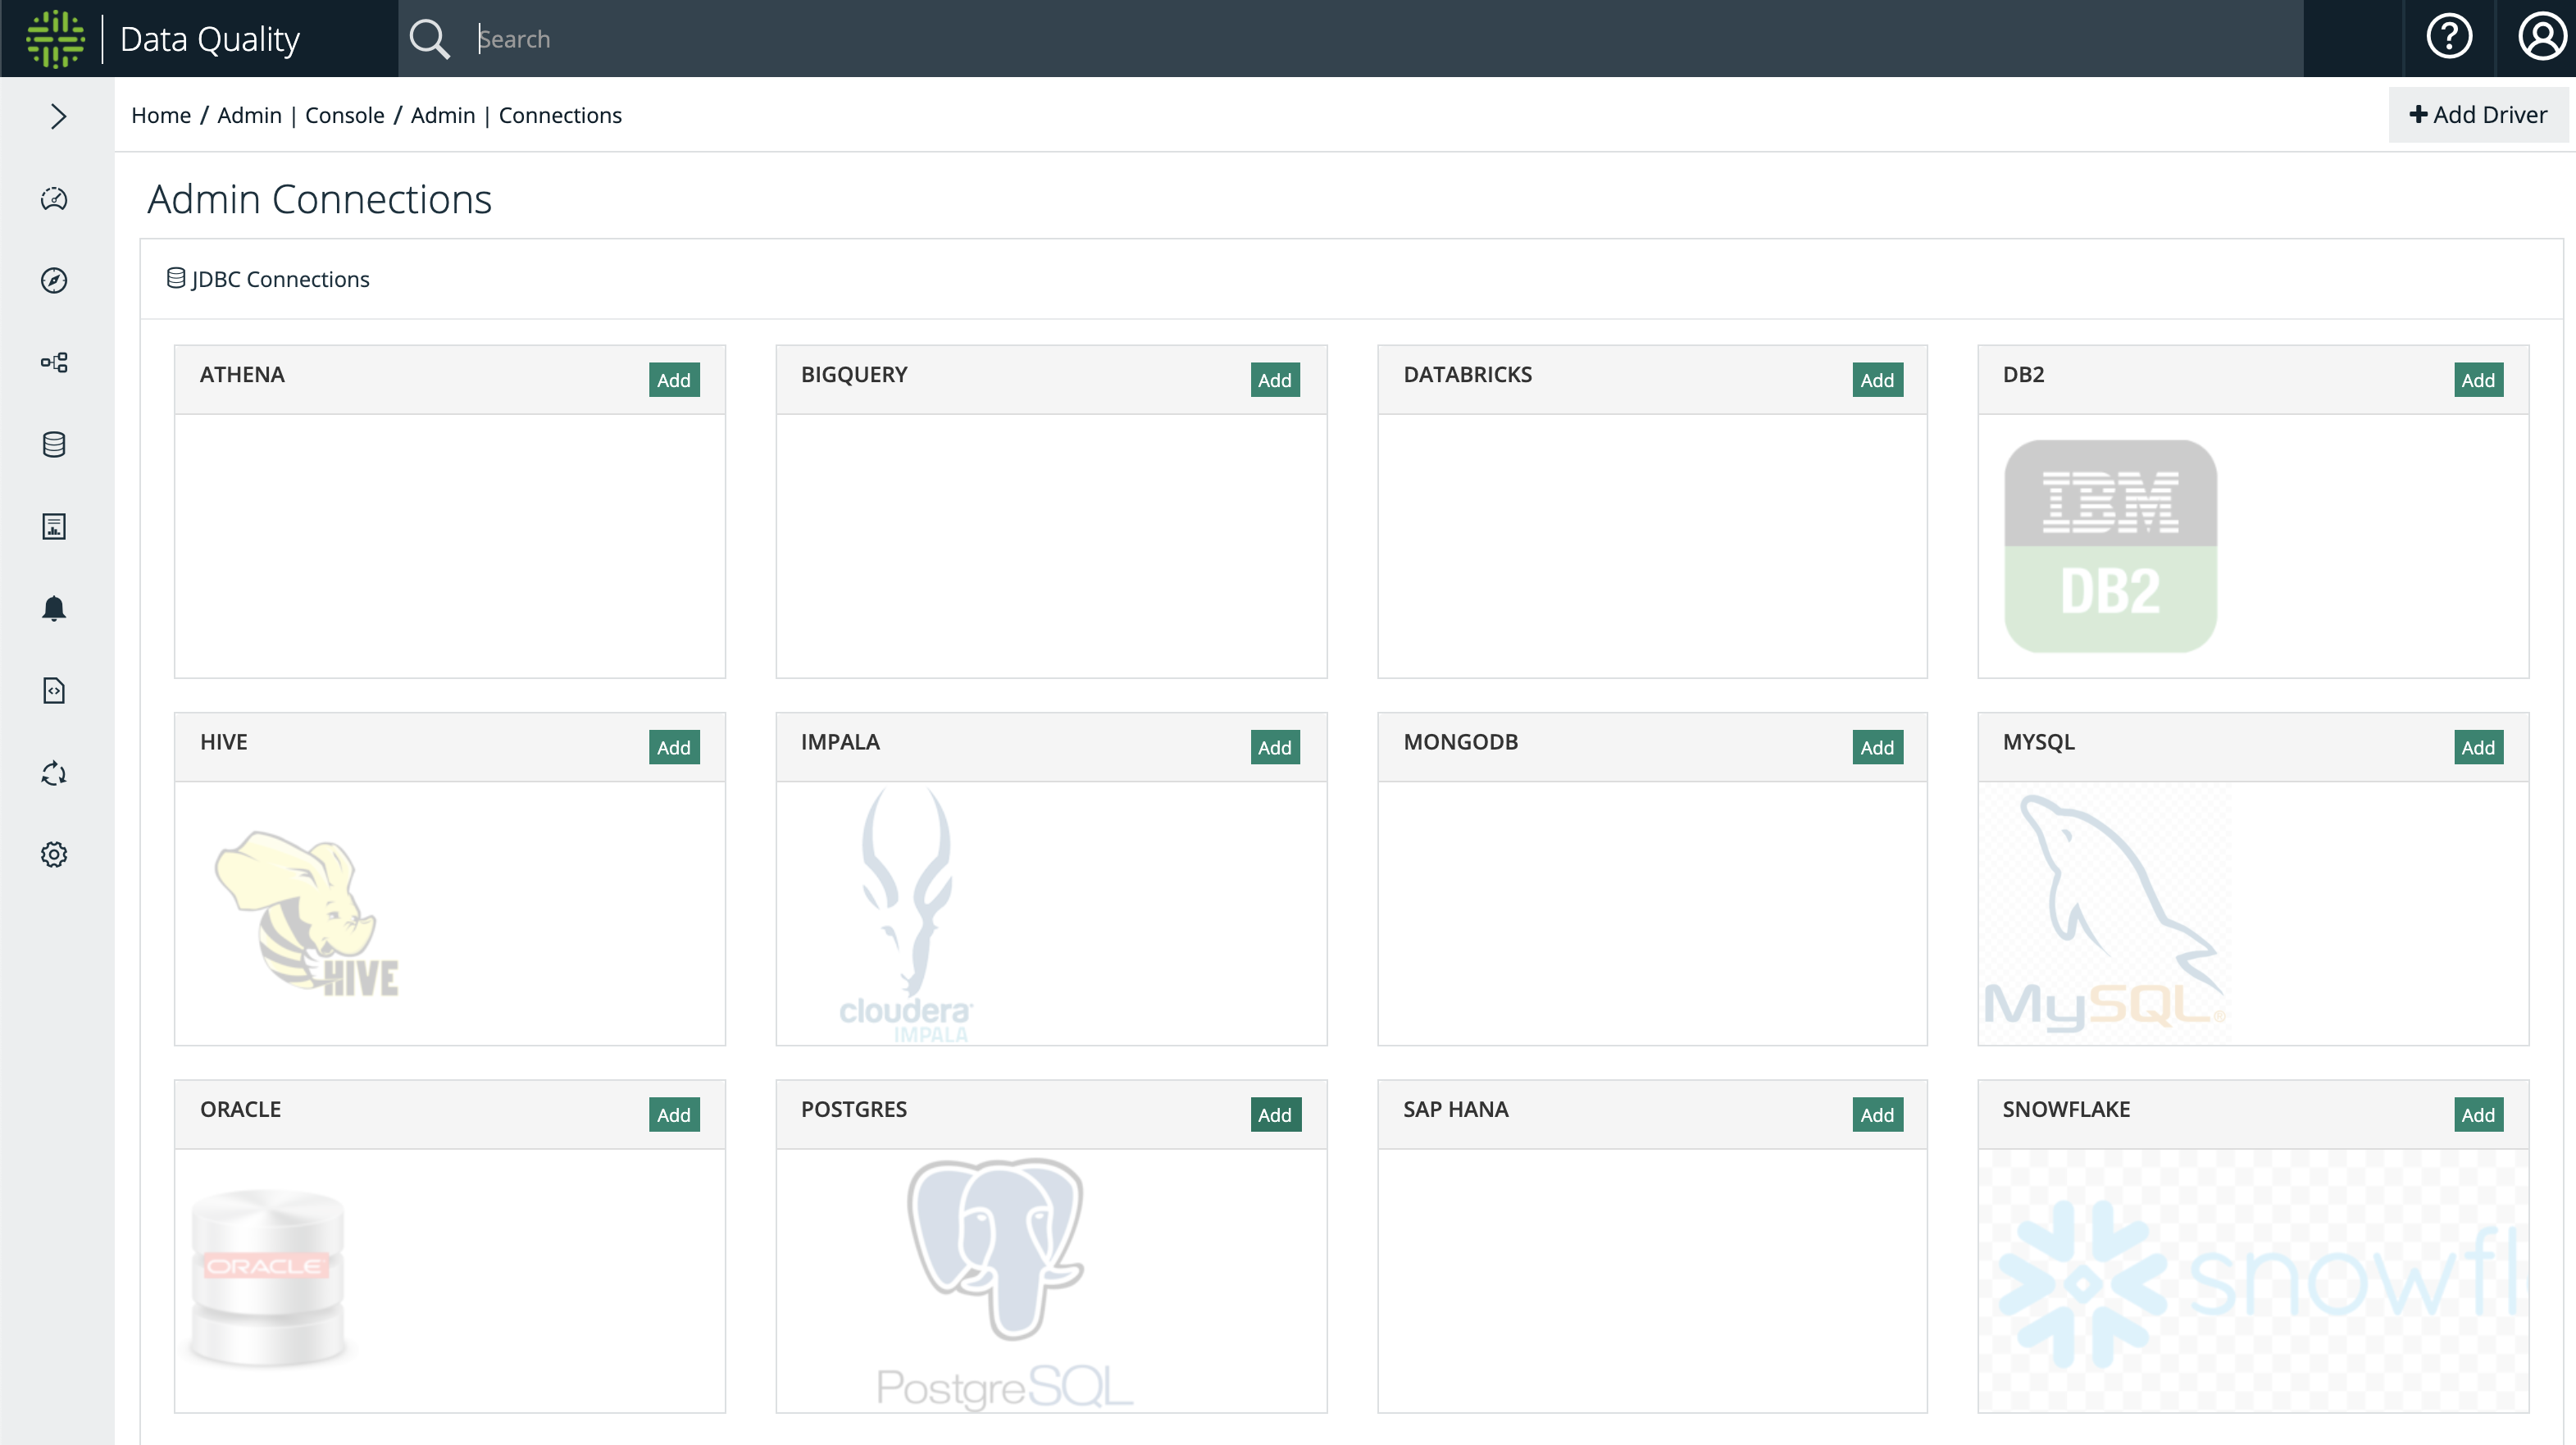 Data Quality
Search
Home / Admin | Console / Admin | Connections
Add Driver
Admin Connections
JDBC Connections
ATHENA Add
BIGQUERY Add
DATABRICKS Add
DB2 Add
IBM
DB2
HIVE Add
IMPALA Add
MONGODB Add
MYSQL Add
HIVE
cloudera
IMPALA
MySQL®
ORACLE Add
POSTGRES Add
SAP HANA Add
SNOWFLAKE Add
ORACLE
PostgreSQL
snowfl